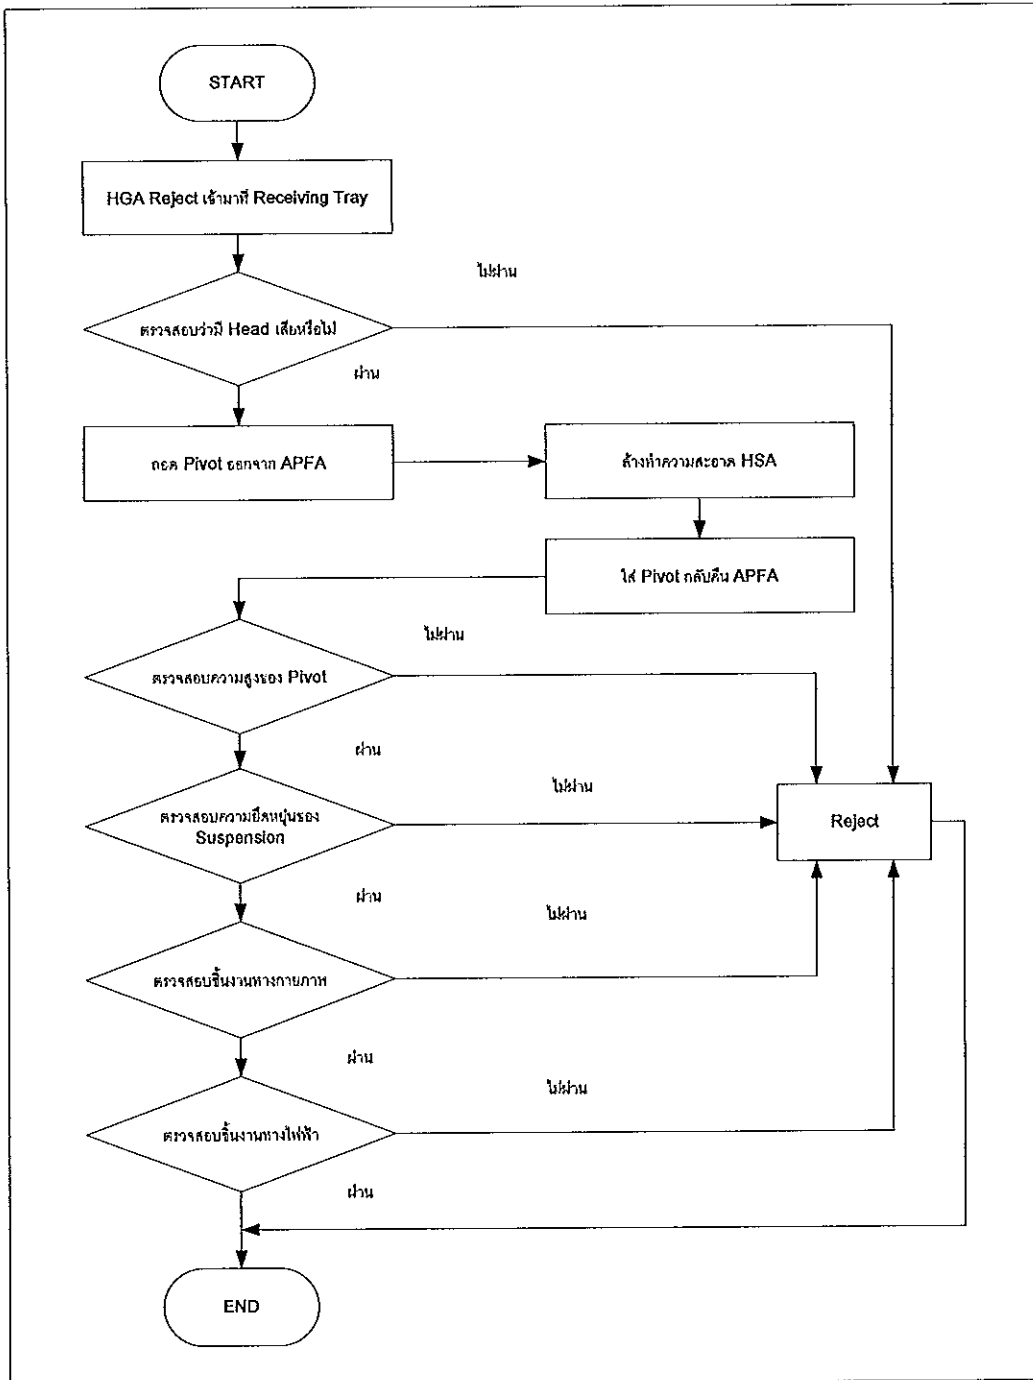 START
HGA Reject เข้ามาที่ Receiving Tray
ไม่ผ่าน
ตรวจสอบว่ามี Head เสียหรือไม่
ผ่าน
ถอด Pivot ออกจาก APFA
ล้างทำความสะอาด HSA
ใส่ Pivot กลับคืน APFA
ไม่ผ่าน
ตรวจสอบความสูงของ Pivot
ผ่าน
ไม่ผ่าน
ตรวจสอบความยืดหยุ่นของ
Suspension
Reject
ผ่าน
ไม่ผ่าน
ตรวจสอบชิ้นงานทางกายภาพ
ผ่าน
ไม่ผ่าน
ตรวจสอบชิ้นงานทางไฟฟ้า
ผ่าน
END